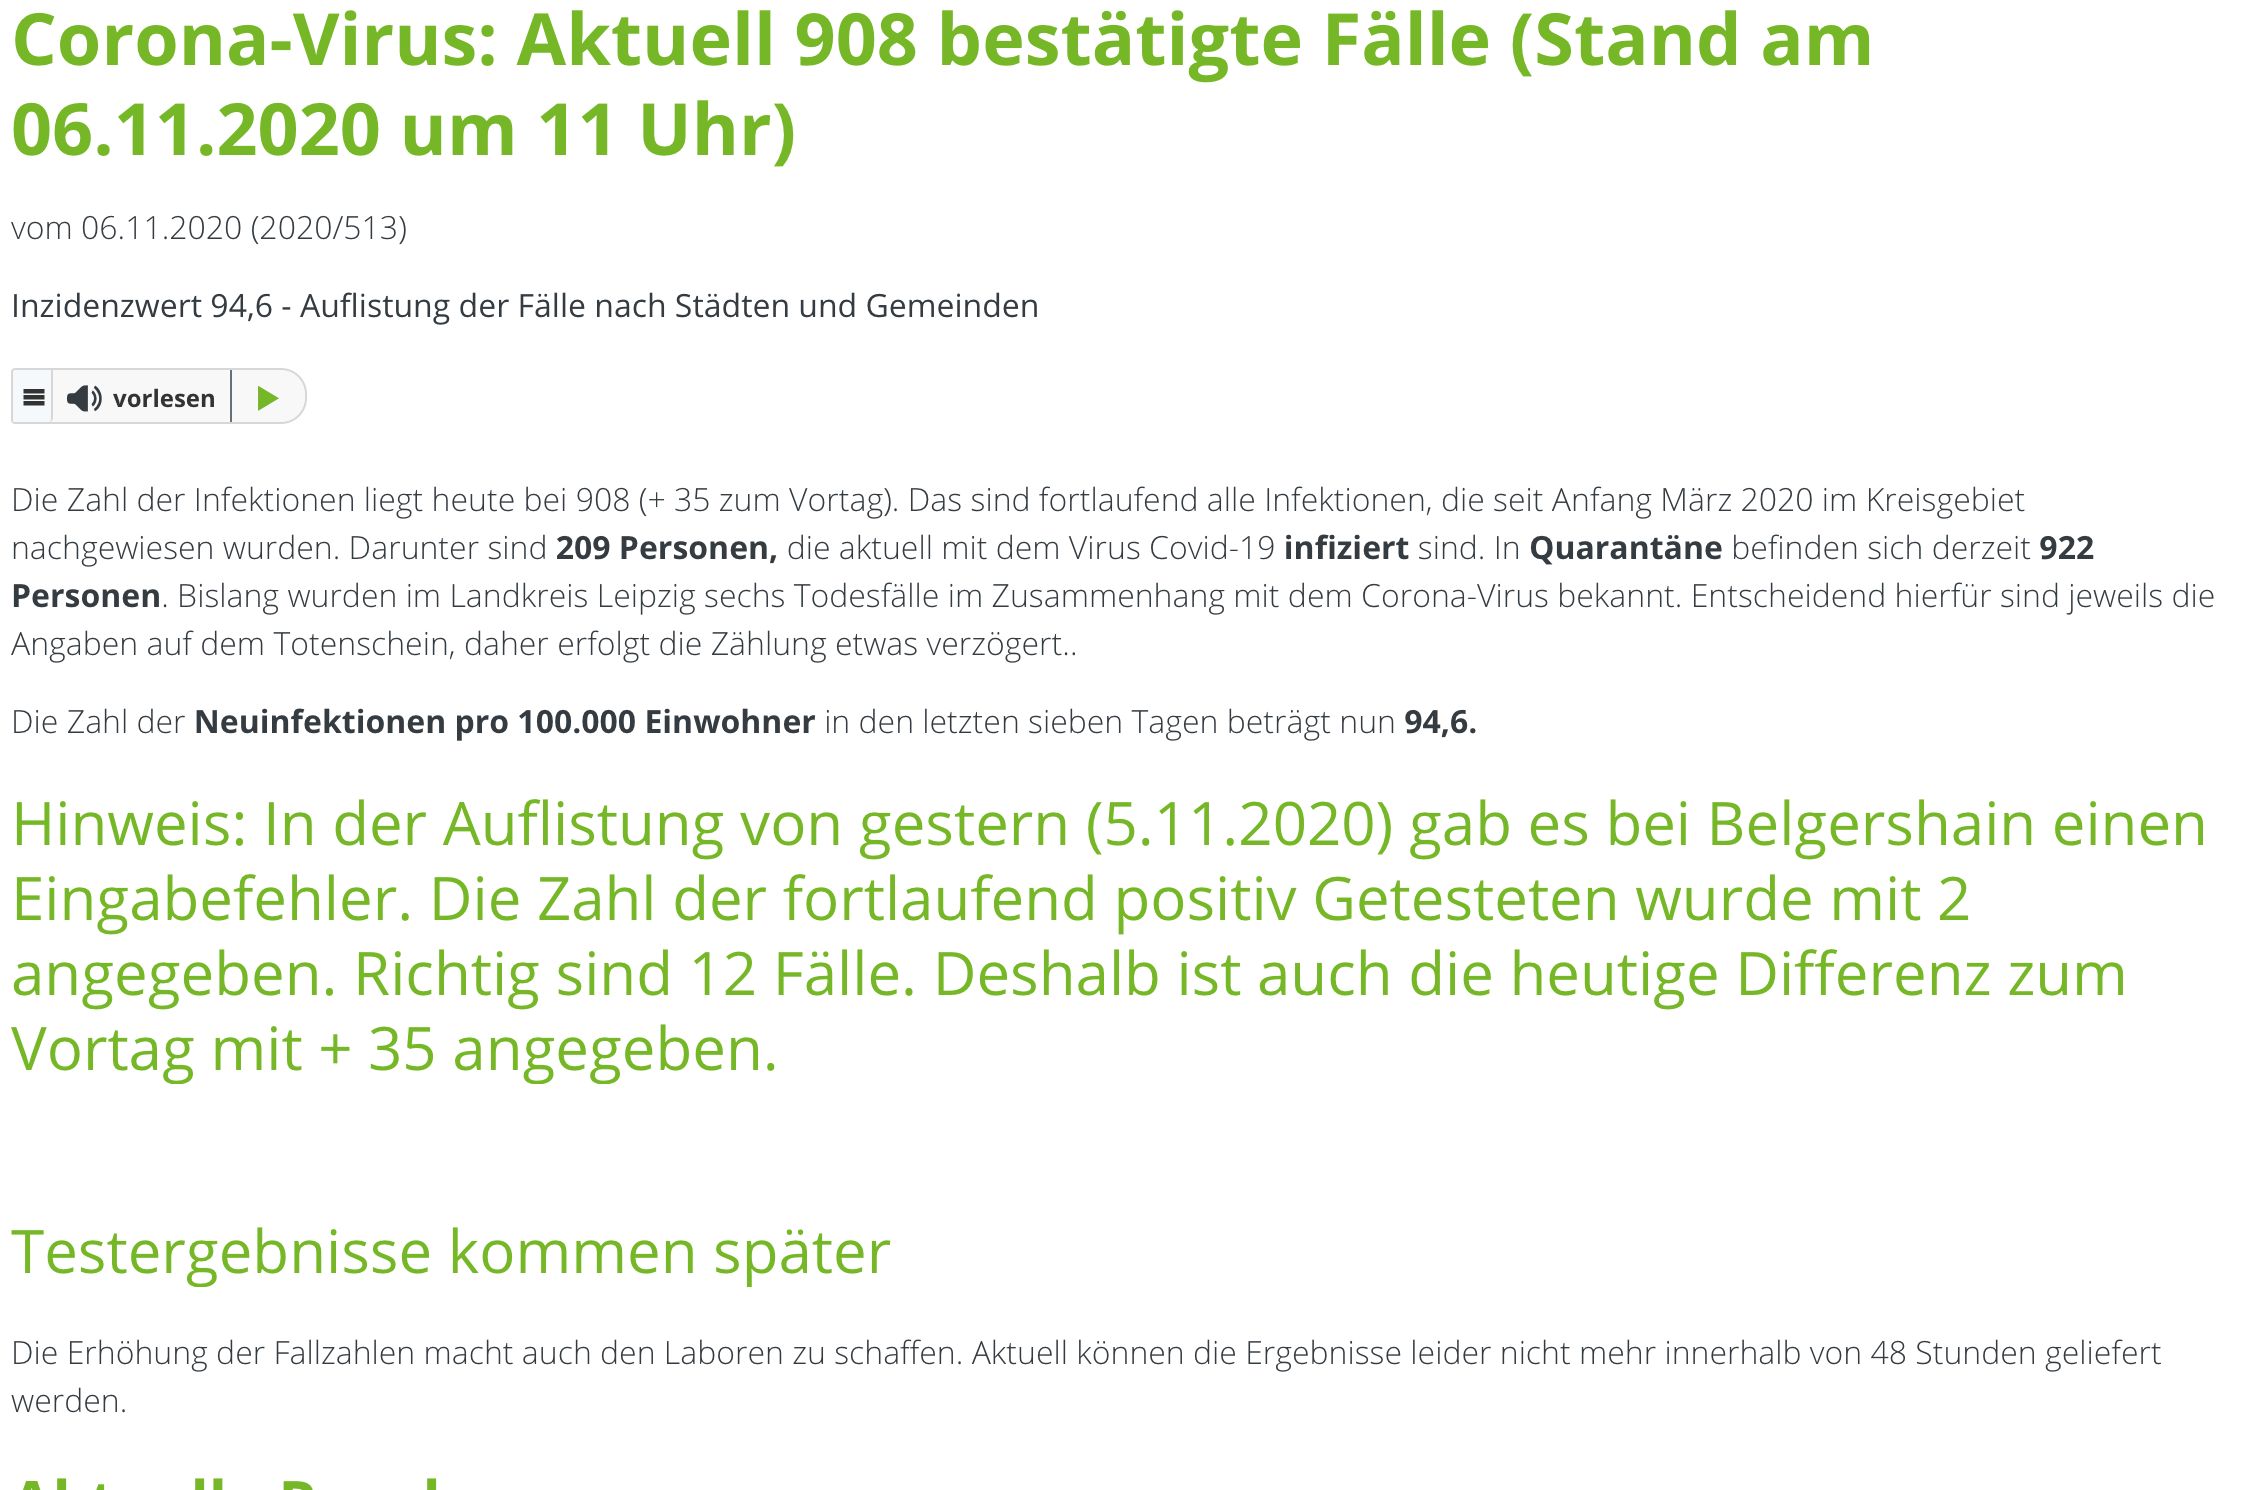 Corona-Virus: Aktuell 908 bestätigte Fälle (Stand am
06.11.2020 um 11 Uhr)
vom 06.11.2020 (2020/513)
Inzidenzwert 94,6 - Auflistung der Fälle nach Städten und Gemeinden
vorlesen
Die Zahl der Infektionen liegt heute bei 908 (+ 35 zum Vortag). Das sind fortlaufend alle Infektionen, die seit Anfang März 2020 im Kreisgebiet
nachgewiesen wurden. Darunter sind 209 Personen, die aktuell mit dem Virus Covid-19 infiziert sind. In Quarantäne befinden sich derzeit 922
Personen. Bislang wurden im Landkreis Leipzig sechs Todesfälle im Zusammenhang mit dem Corona-Virus bekannt. Entscheidend hierfür sind jeweils die
Angaben auf dem Totenschein, daher erfolgt die Zählung etwas verzögert..
Die Zahl der Neuinfektionen pro 100.000 Einwohner in den letzten sieben Tagen beträgt nun 94,6.
Hinweis: In der Auflistung von gestern (5.11.2020) gab es bei Belgershain einen
Eingabefehler. Die Zahl der fortlaufend positiv Getesteten wurde mit 2
angegeben. Richtig sind 12 Fälle. Deshalb ist auch die heutige Differenz zum
Vortag mit + 35 angegeben.
Testergebnisse kommen später
Die Erhöhung der Fallzahlen macht auch den Laboren zu schaffen. Aktuell können die Ergebnisse leider nicht mehr innerhalb von 48 Stunden geliefert
werden.